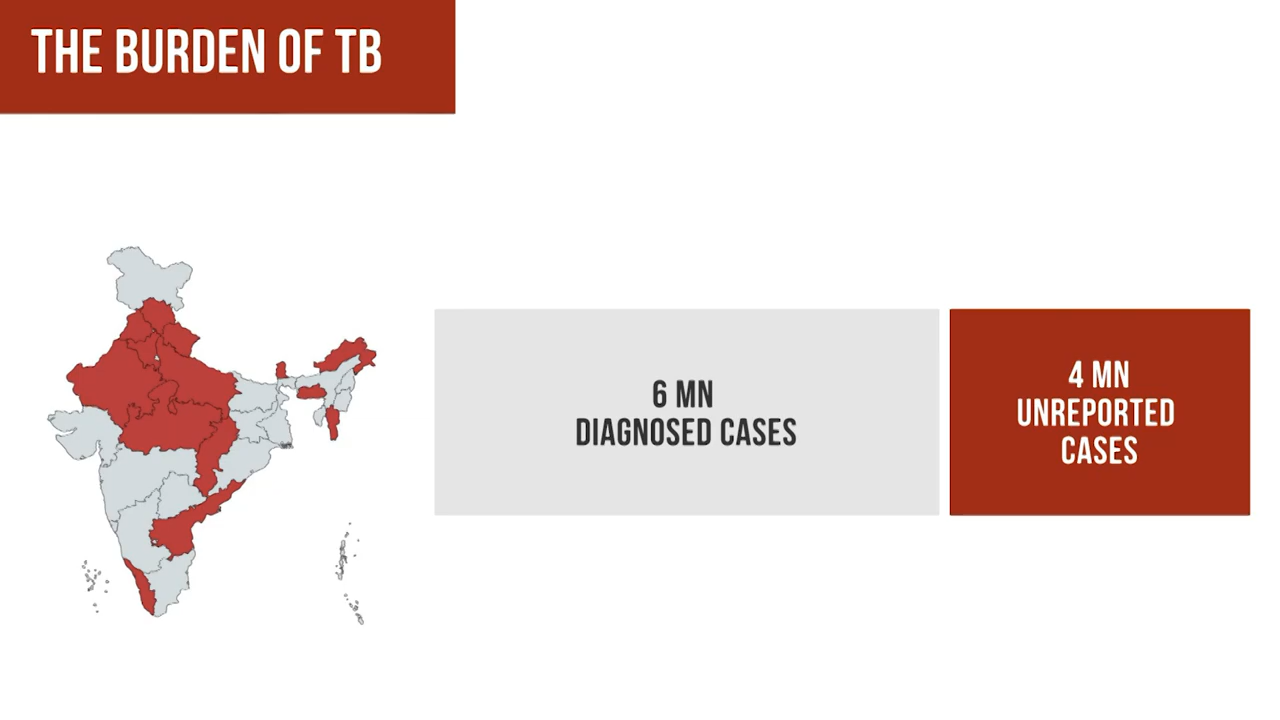 THE BURDEN OF TB
6 MN
DIAGNOSED CASES
4 MN
UNREPORTED
CASES